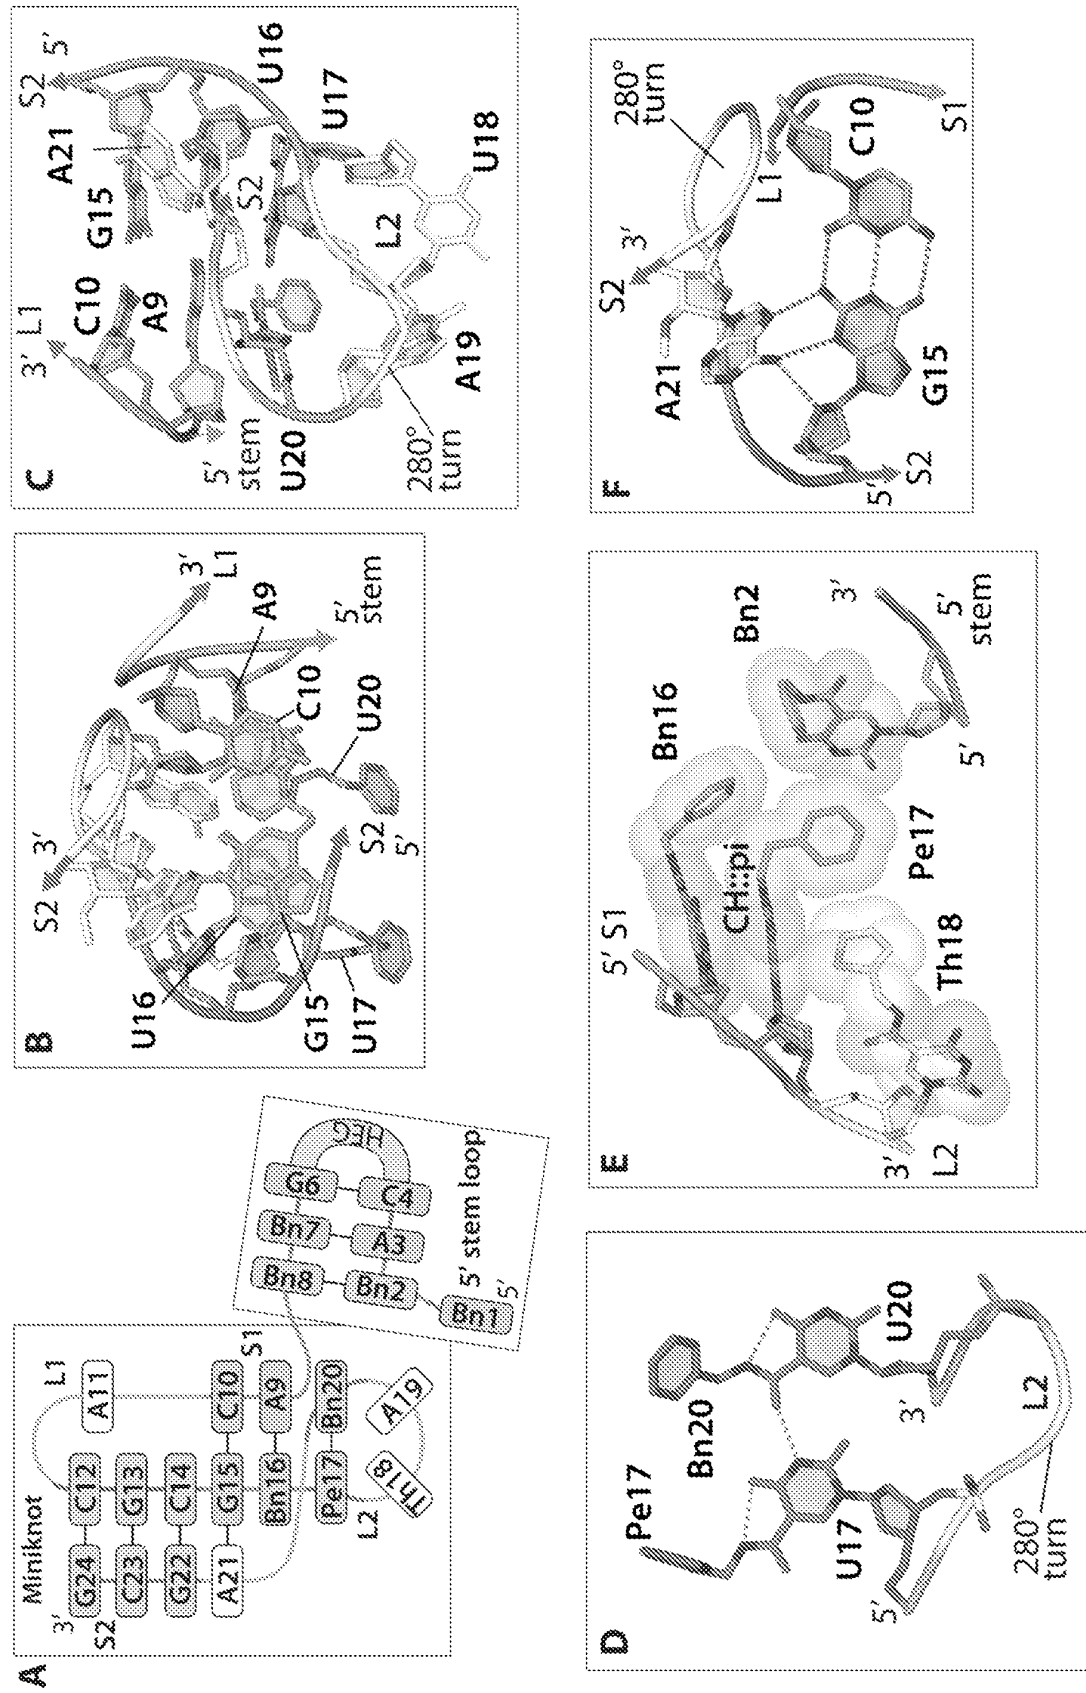 A
Miniknot
3′
G24
C12
L1
A11
S2
C23
G13
G22
C14
A21
G15
C10
S1
Bn16
A9
Pe17
Bn20
L2
Th18
A19
Bn8
Bn7
G6
HEG
Bn2
A3
C4
Bn1
5′
5′ stem loop
B
S2
3′
3′
L1
U16
A9
5′
stem
G15
C10
U17
S2
5′
U20
C
3′
L1
S2
5′
C10
A21
A9
G15
U16
5′
stem
S2
U17
U20
L2
280°
turn
A19
U18
D
Pe17
Bn20
U17
U20
5′
3′
L2
280°
turn
E
5′ S1
Bn16
Bn2
CH::pi
3′
L2
Th18
Pe17
5′
3′
5′
stem
F
S2
3′
280°
turn
A21
L1
C10
5′
S2
G15
S1